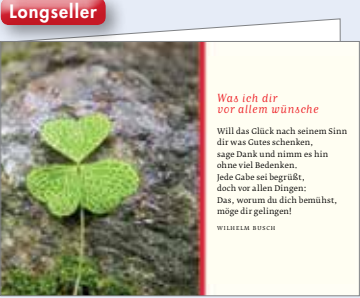 Longseller
Was ich dir
vor allem wünsche
Will das Glück nach seinem Sinn
dir was Gutes schenken,
sage Dank und nimm es hin
ohne viel Bedenken.
Jede Gabe sei begrüßt,
doch vor allen Dingen:
Das, worum du dich bemühst,
möge dir gelingen!
WILHELM BUSCH